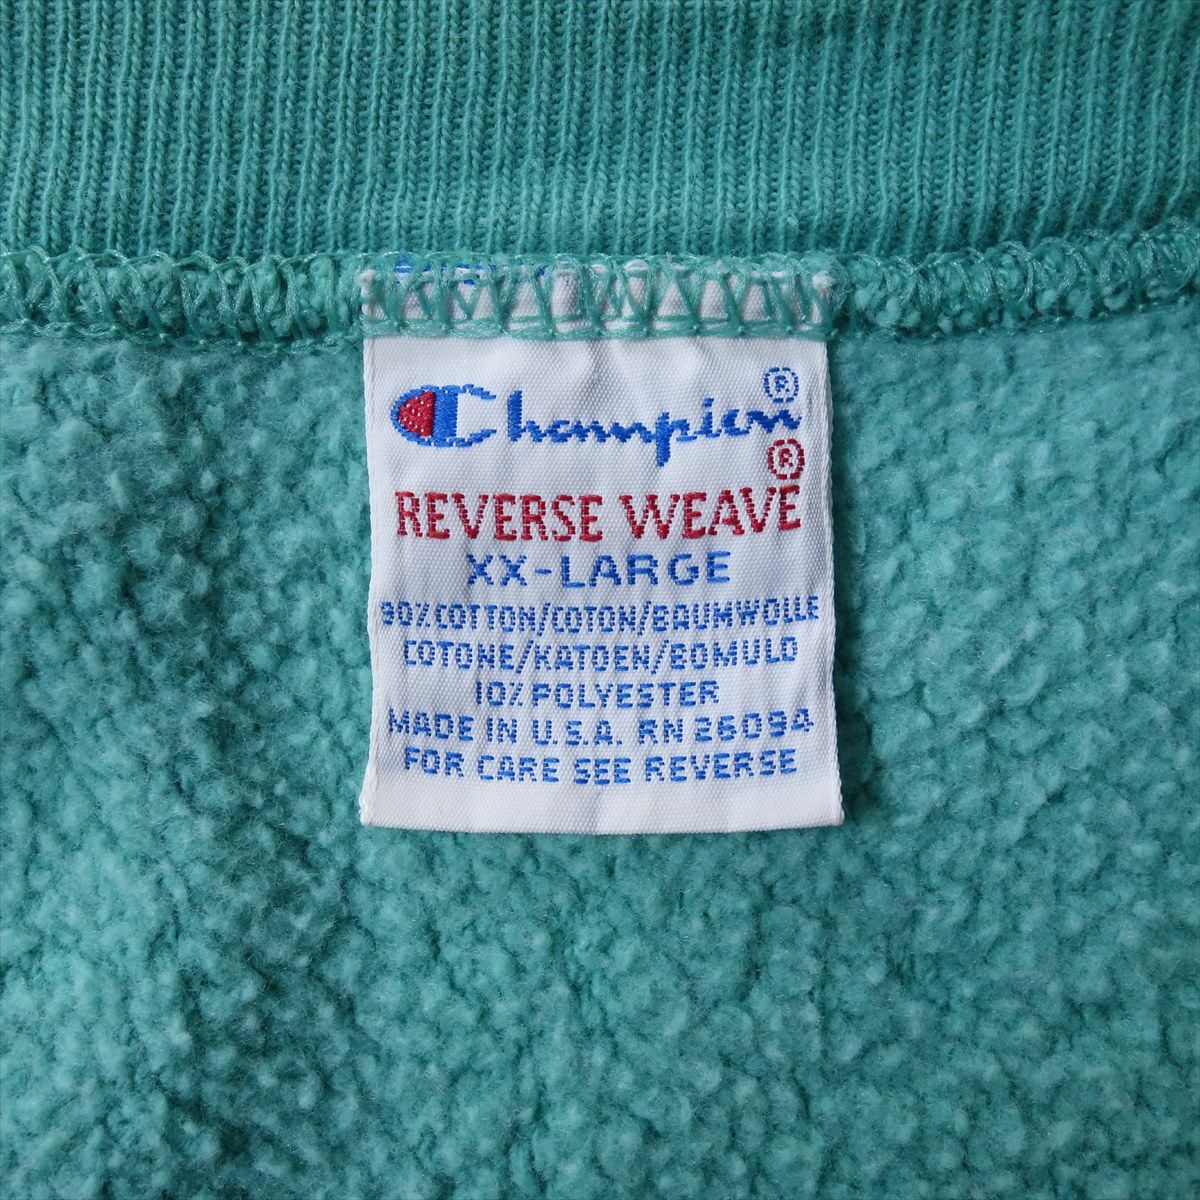 Champion®
REVERSE WEAVE®
XX-LARGE
90% COTTON/COTON/BAUMWOLLE
COTONE/KATOEN/BOMULD
10% POLYESTER
MADE IN U.S.A. RN 26094
FOR CARE SEE REVERSE